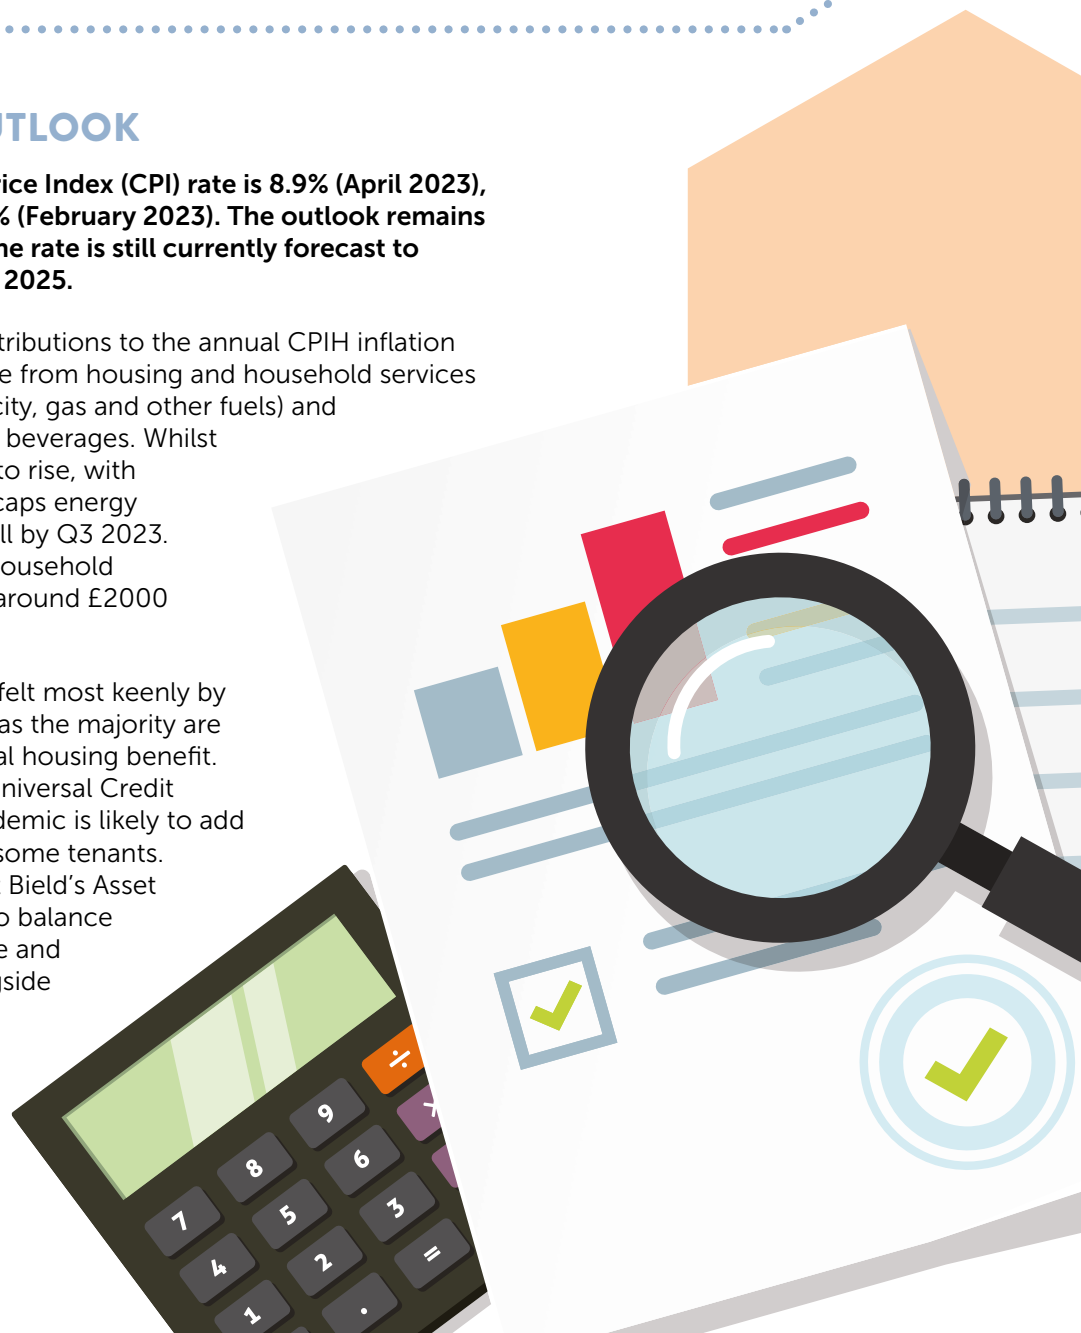 UTLOOK
rice Index (CPI) rate is 8.9% (April 2023),
% (February 2023). The outlook remains
ne rate is still currently forecast to
2025.
tributions to the annual CPIH inflation
e from housing and household services
city, gas and other fuels) and
beverages. Whilst
to rise, with
caps energy
ll by Q3 2023.
ousehold
around £2000
felt most keenly by
as the majority are
al housing benefit.
niversal Credit
demic is likely to add
some tenants.
Bield’s Asset
o balance
e and
gside
÷
9
8
6
7
5
3
4
2
=
1
.